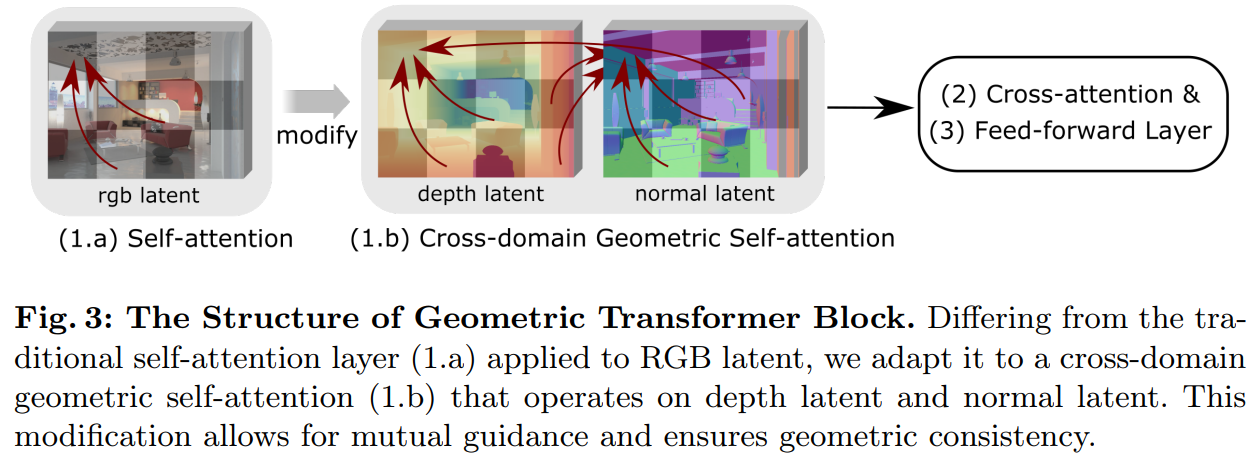 rgb latent
modify
depth latent
normal latent
(2) Cross-attention &
(3) Feed-forward Layer
(1.a) Self-attention
(1.b) Cross-domain Geometric Self-attention
Fig. 3: The Structure of Geometric Transformer Block. Differing from the tra-
ditional self-attention layer (1.a) applied to RGB latent, we adapt it to a cross-domain
geometric self-attention (1.b) that operates on depth latent and normal latent. This
modification allows for mutual guidance and ensures geometric consistency.